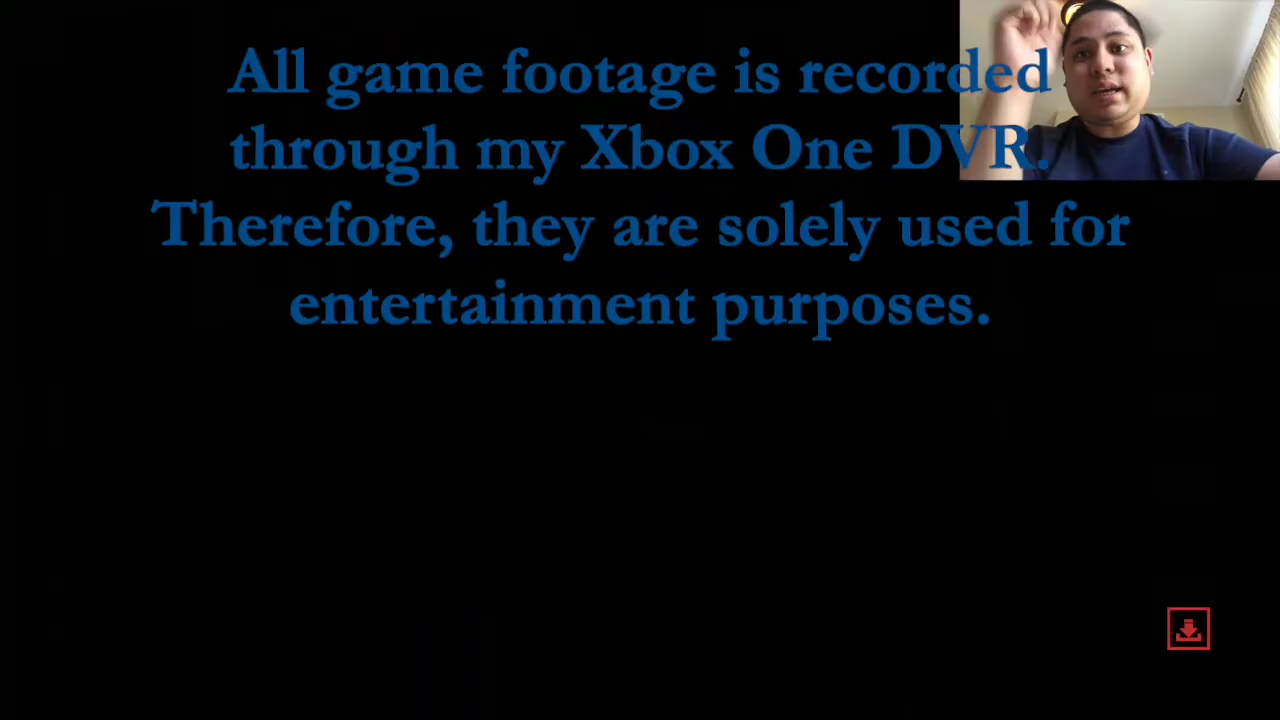 All game footage is recorded
through my Xbox One DVR.
Therefore, they are solely used for
entertainment purposes.